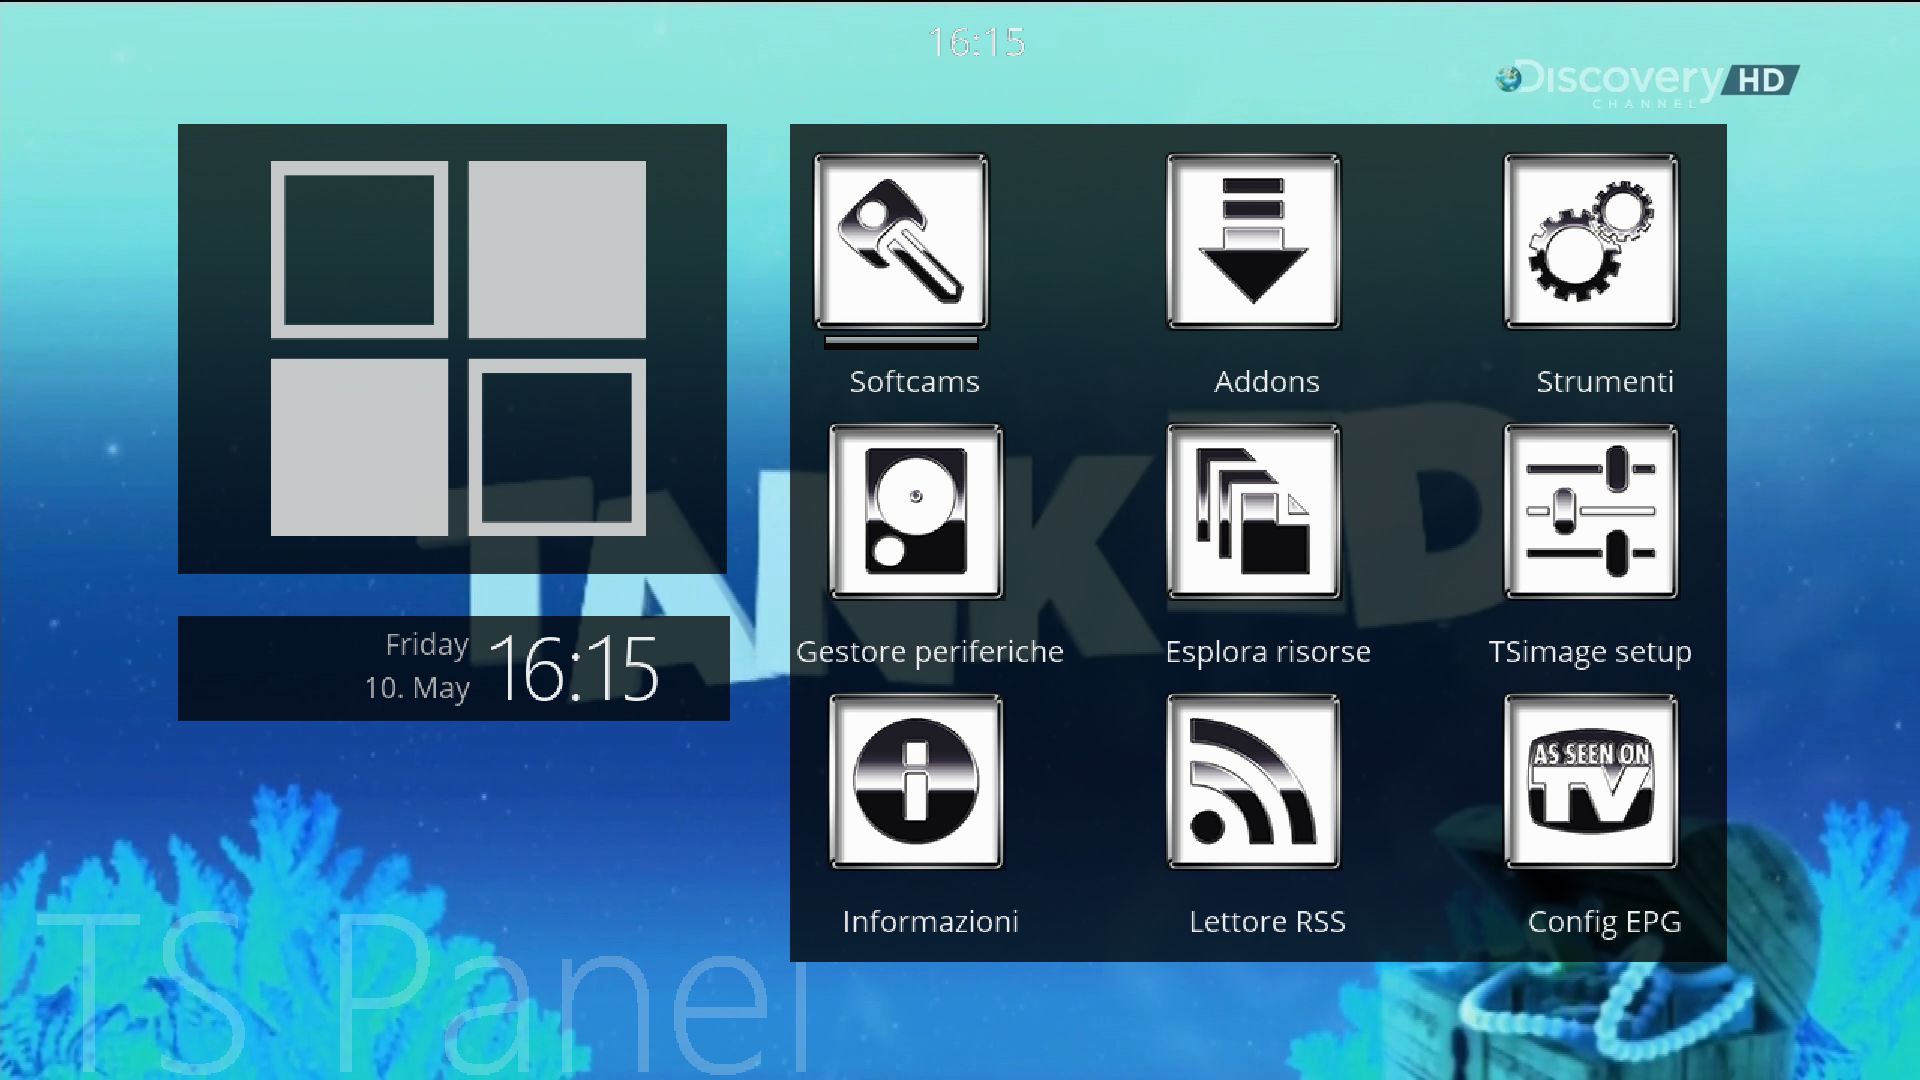 16:15
Discovery HD
CHANNEL
Softcams
Addons
Strumenti
TANKED
Gestore periferiche
Esplora risorse
TSimage setup
Friday
10. May
16:15
AS SEEN ON
TV
Informazioni
Lettore RSS
Config EPG
TS Panel